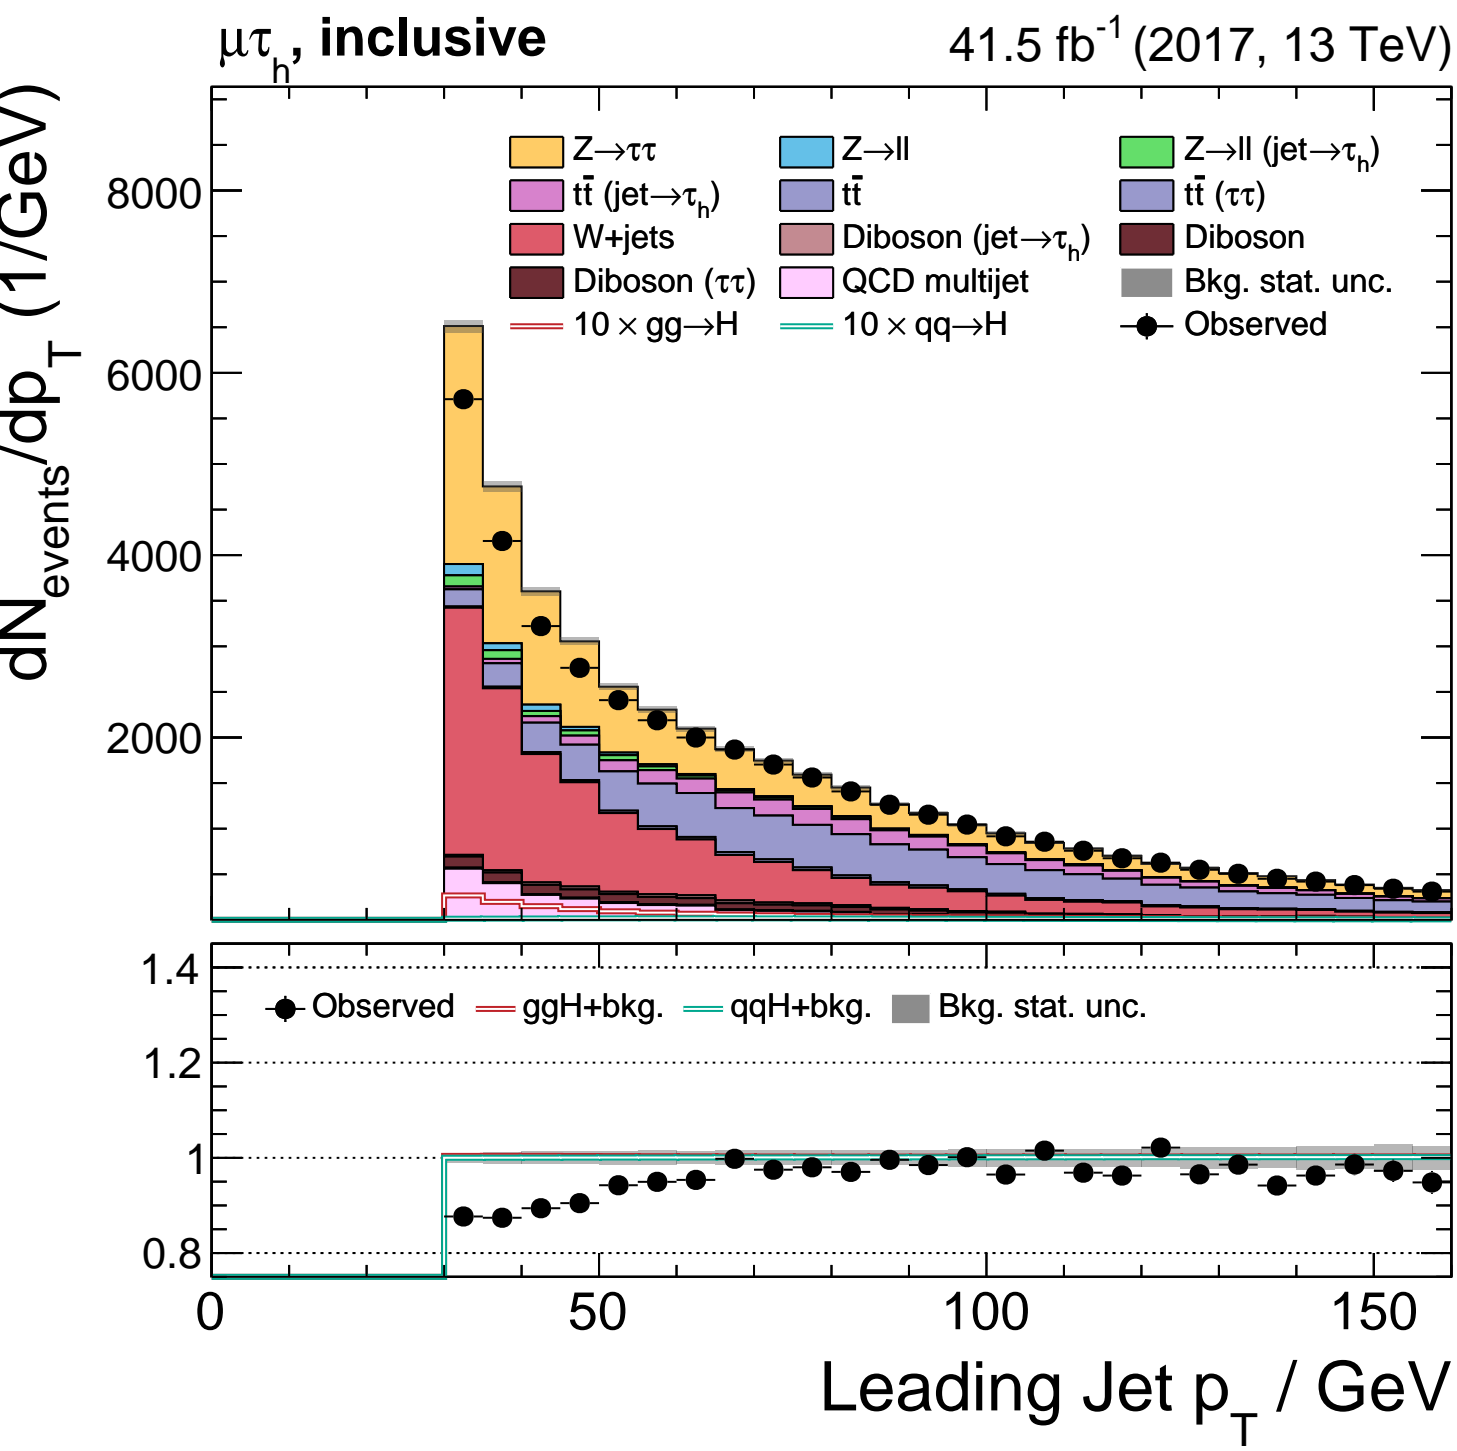 μτh, inclusive
41.5 fb-1 (2017, 13 TeV)
dNevents/dpT (1/GeV)
8000
6000
4000
2000
Z→ττ
Z→ll
Z→ll (jet→τh)
tt̄ (jet→τh)
tt̄
tt̄ (ττ)
W+jets
Diboson (jet→τh)
Diboson
Diboson (ττ)
QCD multijet
Bkg. stat. unc.
10 × gg→H
10 × qq→H
Observed
1.4
1.2
1
0.8
Observed
ggH+bkg.
qqH+bkg.
Bkg. stat. unc.
0
50
100
150
Leading Jet pT / GeV